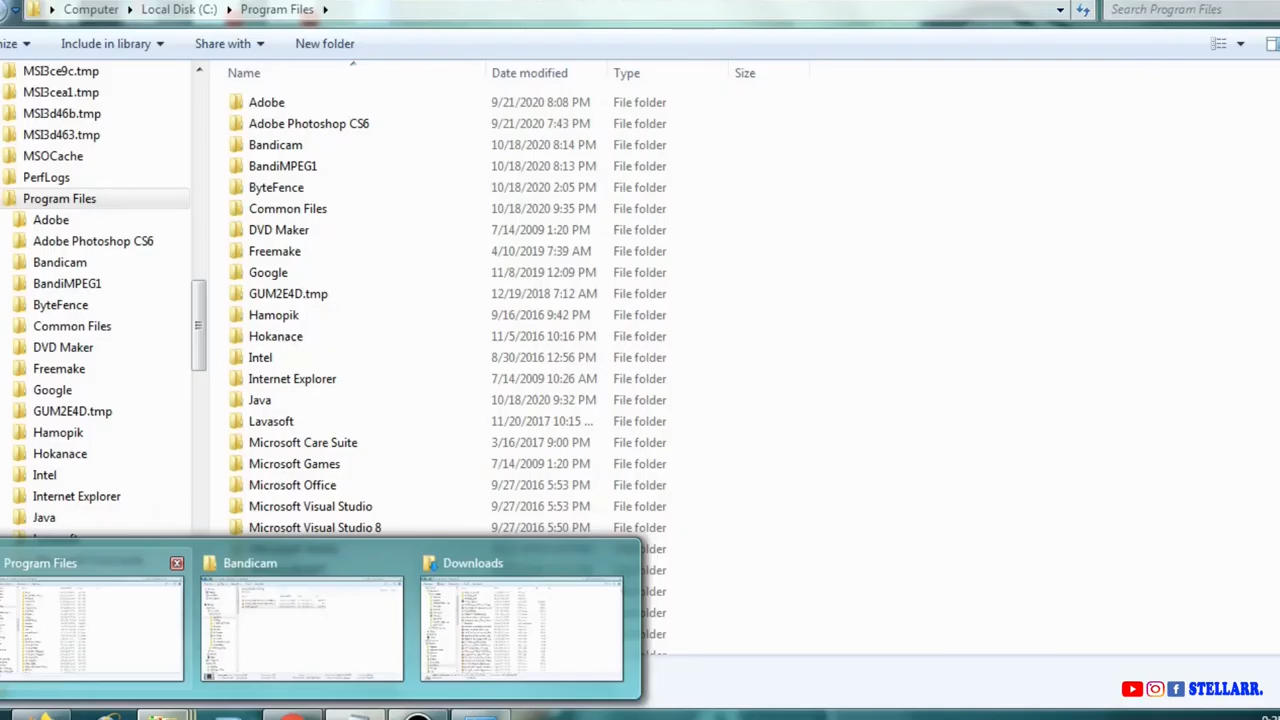 Computer Local Disk (C:) Program Files Search Program Files
Include in library Share with New folder
Name Date modified Type Size
MSI3ce9c.tmp
MSI3cea1.tmp
MSI3d46b.tmp
MSI3d463.tmp
MSOCache
PerfLogs
Program Files
Adobe
Adobe Photoshop CS6
Bandicam
BandiMPEG1
ByteFence
Common Files
DVD Maker
Freemake
Google
GUM2E4D.tmp
Hamopik
Hokanace
Intel
Internet Explorer
Java
Adobe 9/21/2020 8:08 PM File folder
Adobe Photoshop CS6 9/21/2020 7:43 PM File folder
Bandicam 10/18/2020 8:14 PM File folder
BandiMPEG1 10/18/2020 8:13 PM File folder
ByteFence 10/18/2020 2:05 PM File folder
Common Files 10/18/2020 9:35 PM File folder
DVD Maker 7/14/2009 1:20 PM File folder
Freemake 4/10/2019 7:39 AM File folder
Google 11/8/2019 12:09 PM File folder
GUM2E4D.tmp 12/19/2018 7:12 AM File folder
Hamopik 9/16/2016 9:42 PM File folder
Hokanace 11/5/2016 10:16 PM File folder
Intel 8/30/2016 12:56 PM File folder
Internet Explorer 7/14/2009 10:26 AM File folder
Java 10/18/2020 9:32 PM File folder
Lavasoft 11/20/2017 10:15 ... File folder
Microsoft Care Suite 3/16/2017 9:00 PM File folder
Microsoft Games 7/14/2009 1:20 PM File folder
Microsoft Office 9/27/2016 5:53 PM File folder
Microsoft Visual Studio 9/27/2016 5:53 PM File folder
Microsoft Visual Studio 8 9/27/2016 5:50 PM File folder
Program Files Bandicam Downloads
STELLARR.